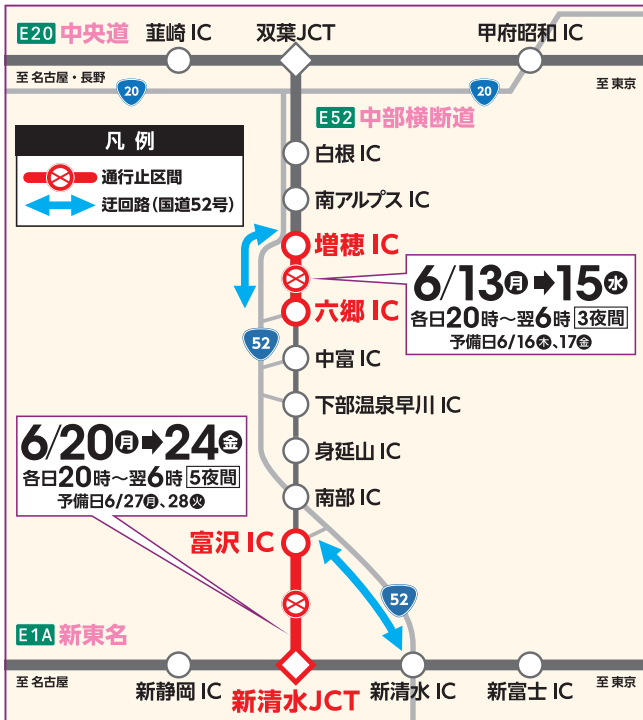 E20 中央道
韮崎 IC
双葉JCT
甲府昭和 IC
至 名古屋・長野
至 東京
20
20
E52 中部横断道
凡 例
通行止区間
迂回路(国道52号)
白根 IC
南アルプス IC
増穂 IC
六郷 IC
6/13月➡15水
各日20時~翌6時 3夜間
予備日6/16木、17金
52
中富 IC
下部温泉早川 IC
身延山 IC
南部 IC
6/20月➡24金
各日20時~翌6時 5夜間
予備日6/27月、28火
富沢 IC
52
E1A 新東名
至 名古屋
新静岡 IC
新清水JCT
新清水 IC
新富士 IC
至 東京